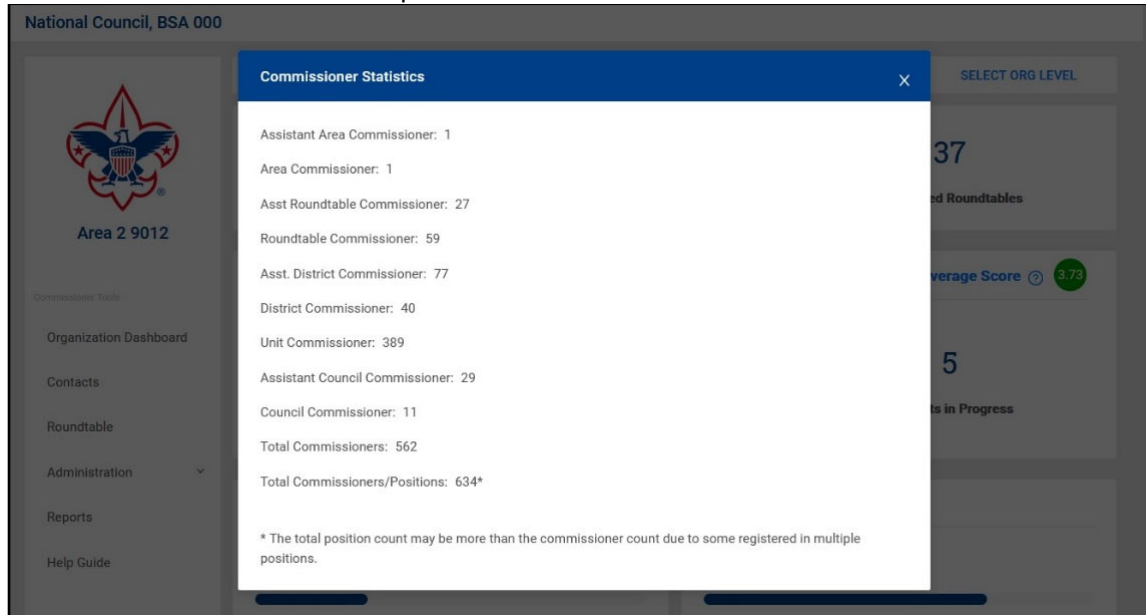 National Council, BSA 000
Commissioner Statistics
X
SELECT ORG LEVEL
Assistant Area Commissioner: 1
Area Commissioner: 1
Asst Roundtable Commissioner: 27
Roundtable Commissioner: 59
Asst. District Commissioner: 77
District Commissioner: 40
Unit Commissioner: 389
Assistant Council Commissioner: 29
Council Commissioner: 11
Total Commissioners: 562
Total Commissioners/Positions: 634*
* The total position count may be more than the commissioner count due to some registered in multiple
positions.
®
Area 2 9012
Commissioner Tools
Organization Dashboard
Contacts
Roundtable
Administration
Reports
Help Guide
37
ed Roundtables
verage Score ? 3.73
5
ts in Progress